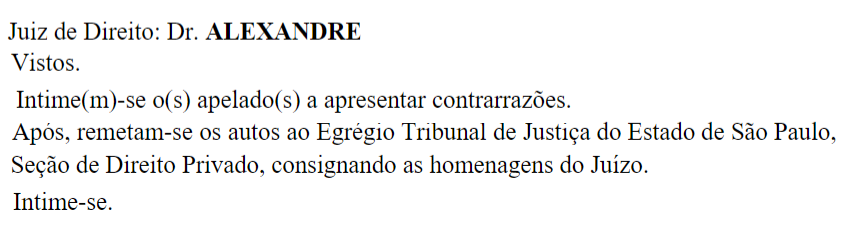 Juiz de Direito: Dr. ALEXANDRE
Vistos.
Intime(m)-se o(s) apelado(s) a apresentar contrarrazões.
Após, remetam-se os autos ao Egrégio Tribunal de Justiça do Estado de São Paulo,
Seção de Direito Privado, consignando as homenagens do Juízo.
Intime-se.